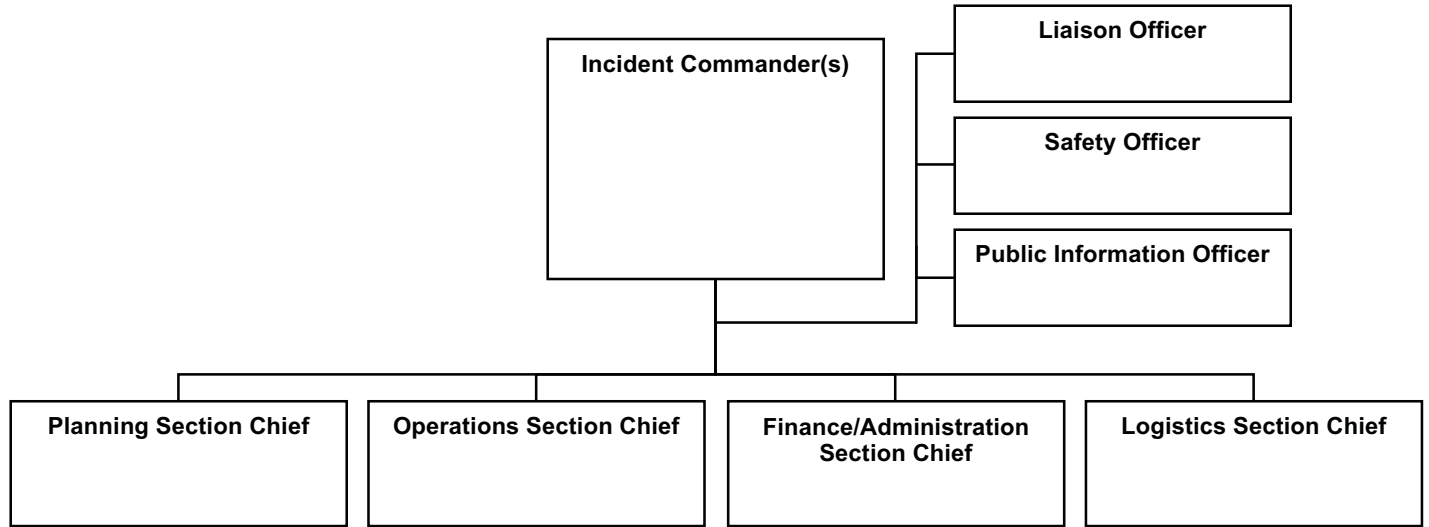 Incident Commander(s)
Liaison Officer
Safety Officer
Public Information Officer
Planning Section Chief
Operations Section Chief
Finance/Administration
Section Chief
Logistics Section Chief